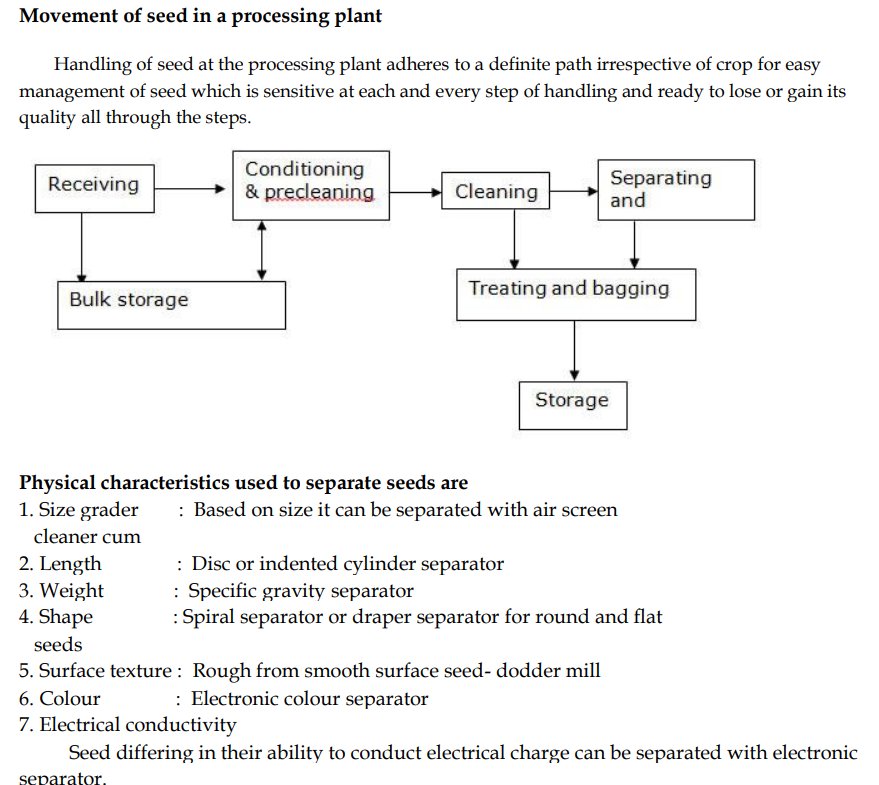 Movement of seed in a processing plant
Handling of seed at the processing plant adheres to a definite path irrespective of crop for easy
management of seed which is sensitive at each and every step of handling and ready to lose or gain its
quality all through the steps.
Receiving
Conditioning
& precleaning
Cleaning
Separating
and
Bulk storage
Treating and bagging
Storage
Physical characteristics used to separate seeds are
1. Size grader : Based on size it can be separated with air screen
cleaner cum
2. Length : Disc or indented cylinder separator
3. Weight : Specific gravity separator
4. Shape : Spiral separator or draper separator for round and flat
seeds
5. Surface texture : Rough from smooth surface seed- dodder mill
6. Colour : Electronic colour separator
7. Electrical conductivity
Seed differing in their ability to conduct electrical charge can be separated with electronic
separator.